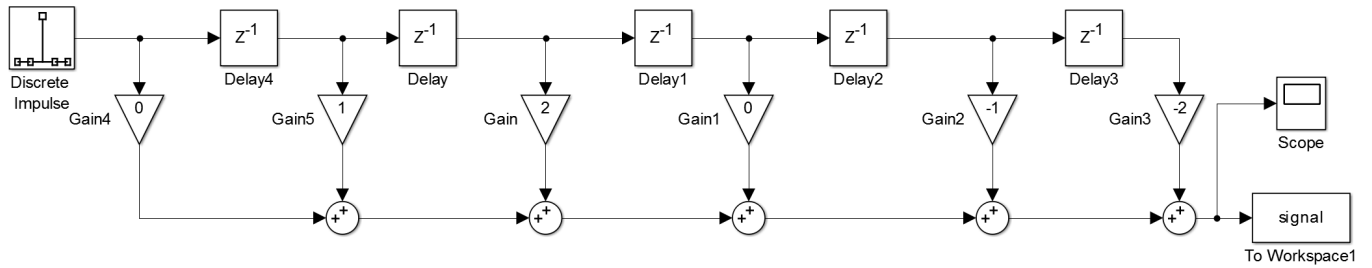 Z-1
Z-1
Z-1
Z-1
Z-1
Discrete
Impulse
Delay4
Delay
Delay1
Delay2
Delay3
0
1
2
0
-1
-2
Gain4
Gain5
Gain
Gain1
Gain2
Gain3
Scope
+
+
+
+
+
+
+
+
+
+
signal
To Workspace1